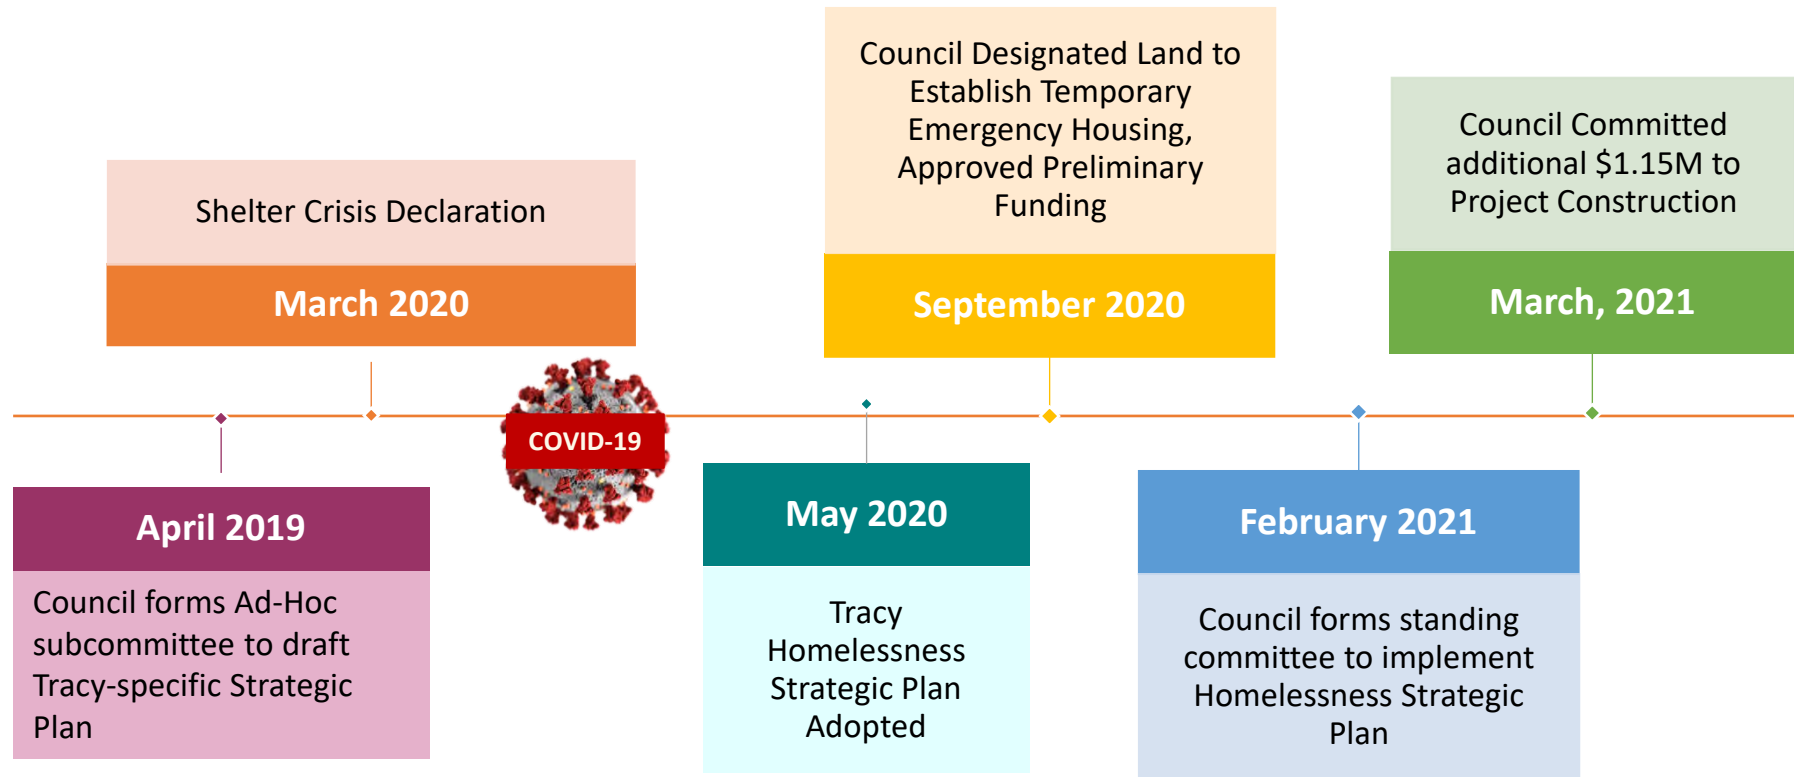 Shelter Crisis Declaration
March 2020
Council Designated Land to
Establish Temporary
Emergency Housing,
Approved Preliminary
Funding
September 2020
Council Committed
additional $1.15M to
Project Construction
March, 2021
COVID-19
April 2019
Council forms Ad-Hoc
subcommittee to draft
Tracy-specific Strategic
Plan
May 2020
Tracy
Homelessness
Strategic Plan
Adopted
February 2021
Council forms standing
committee to implement
Homelessness Strategic
Plan